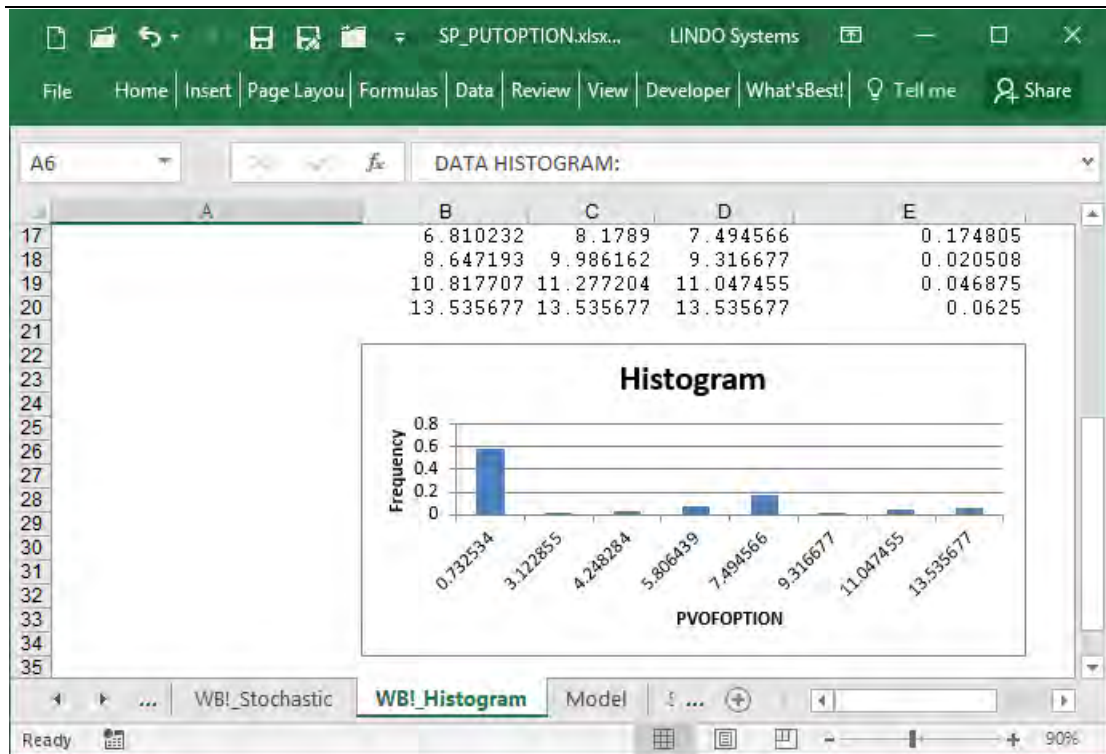 SP_PUTOPTION.xlsx... LINDO Systems
File Home Insert Page Layou Formulas Data Review View Developer What'sBest! Tell me Share
A6 fx DATA HISTOGRAM:
A B C D E
17 6.810232 8.1789 7.494566 0.174805
18 8.647193 9.986162 9.316677 0.020508
19 10.817707 11.277204 11.047455 0.046875
20 13.535677 13.535677 13.535677 0.0625
21
22
23
24
25
26
27
28
29
30
31
32
33
34
35
Histogram
Frequency
0.8
0.6
0.4
0.2
0
0.732534 3.122855 4.248284 5.806439 7.494566 9.316677 11.047455 13.535677
PVOFOPTION
... WB!_Stochastic WB!_Histogram Model ...
Ready 90%